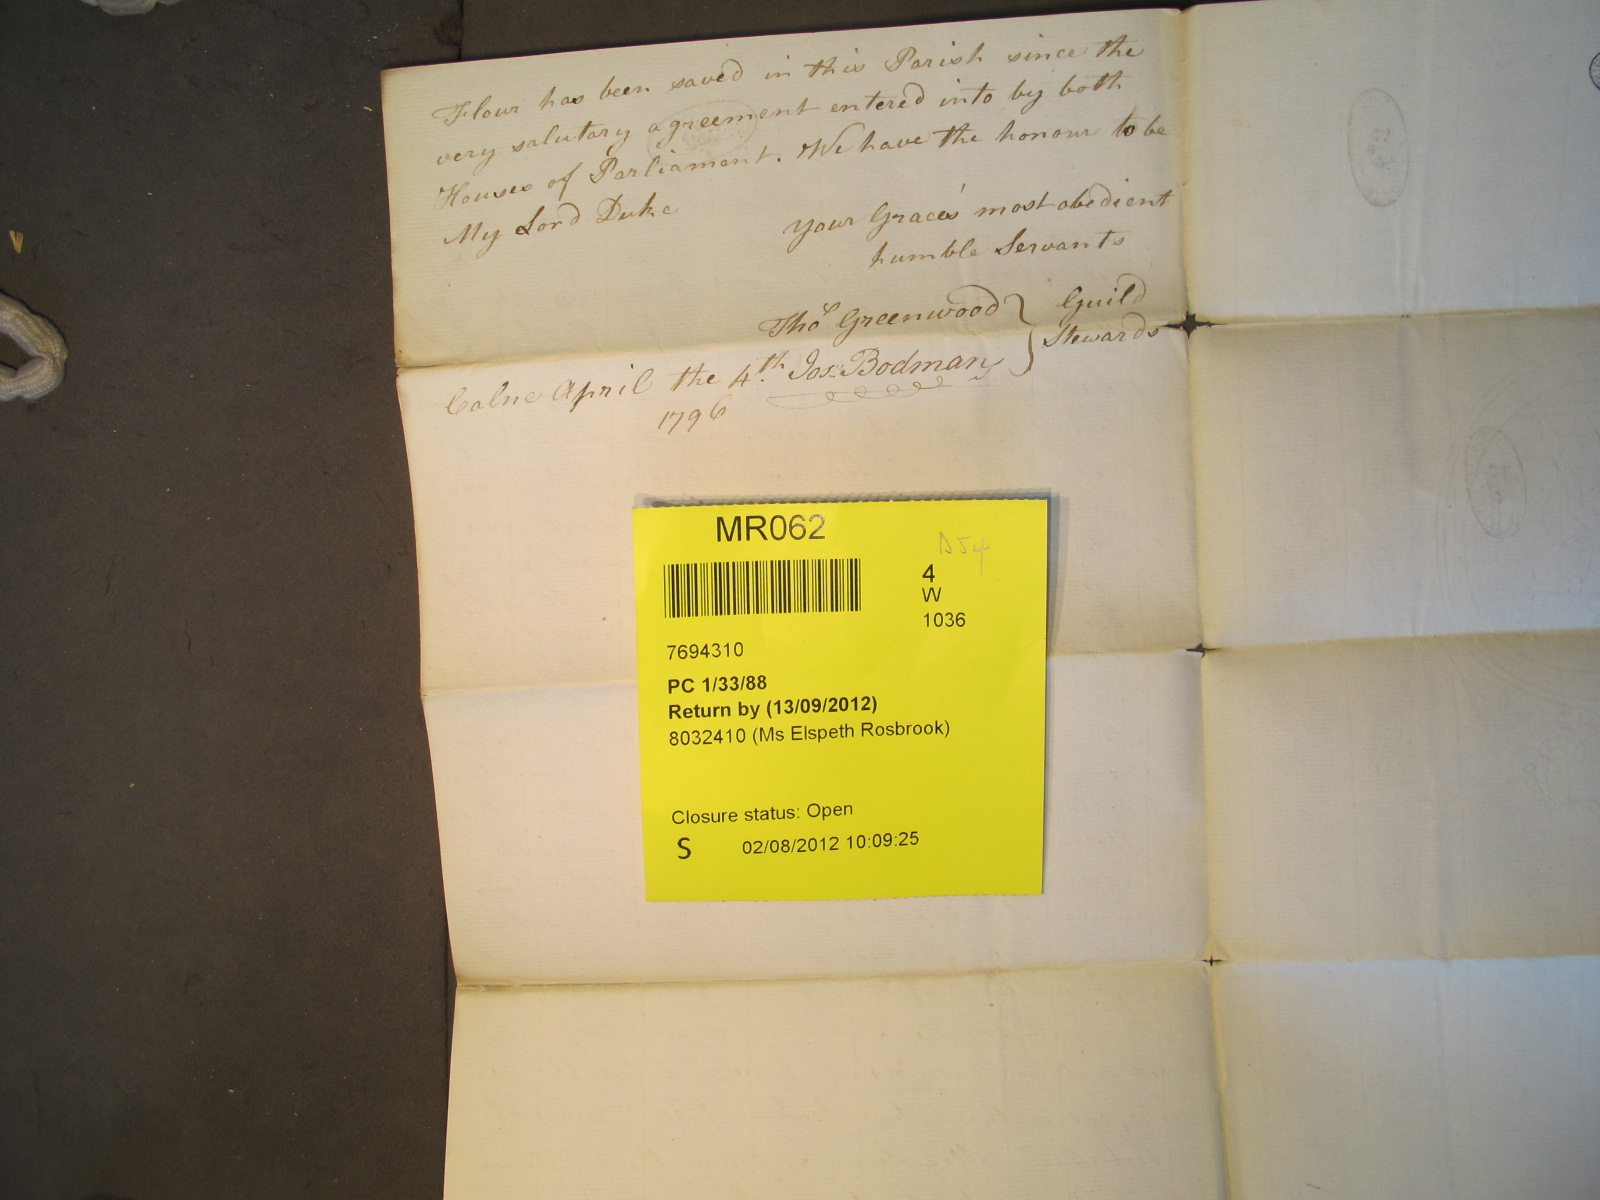 Flour has been saved in this Parish since the
very salutary agreement entered into by both
Houses of Parliament. We have the honour to be
My Lord Duke
Your Graces' most obedient
humble Servants
Thos Greenwood } Guild
Calne April the 4th. Jos: Bodman } Stewards
1796
MR062
D54
4
W
1036
7694310
PC 1/33/88
Return by (13/09/2012)
8032410 (Ms Elspeth Rosbrook)
Closure status: Open
S 02/08/2012 10:09:25